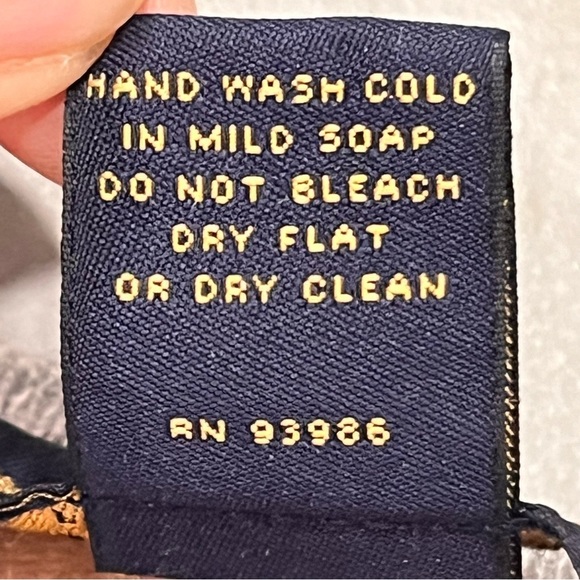 HAND WASH COLD
IN MILD SOAP
DO NOT BLEACH
DRY FLAT
OR DRY CLEAN
RN 93986